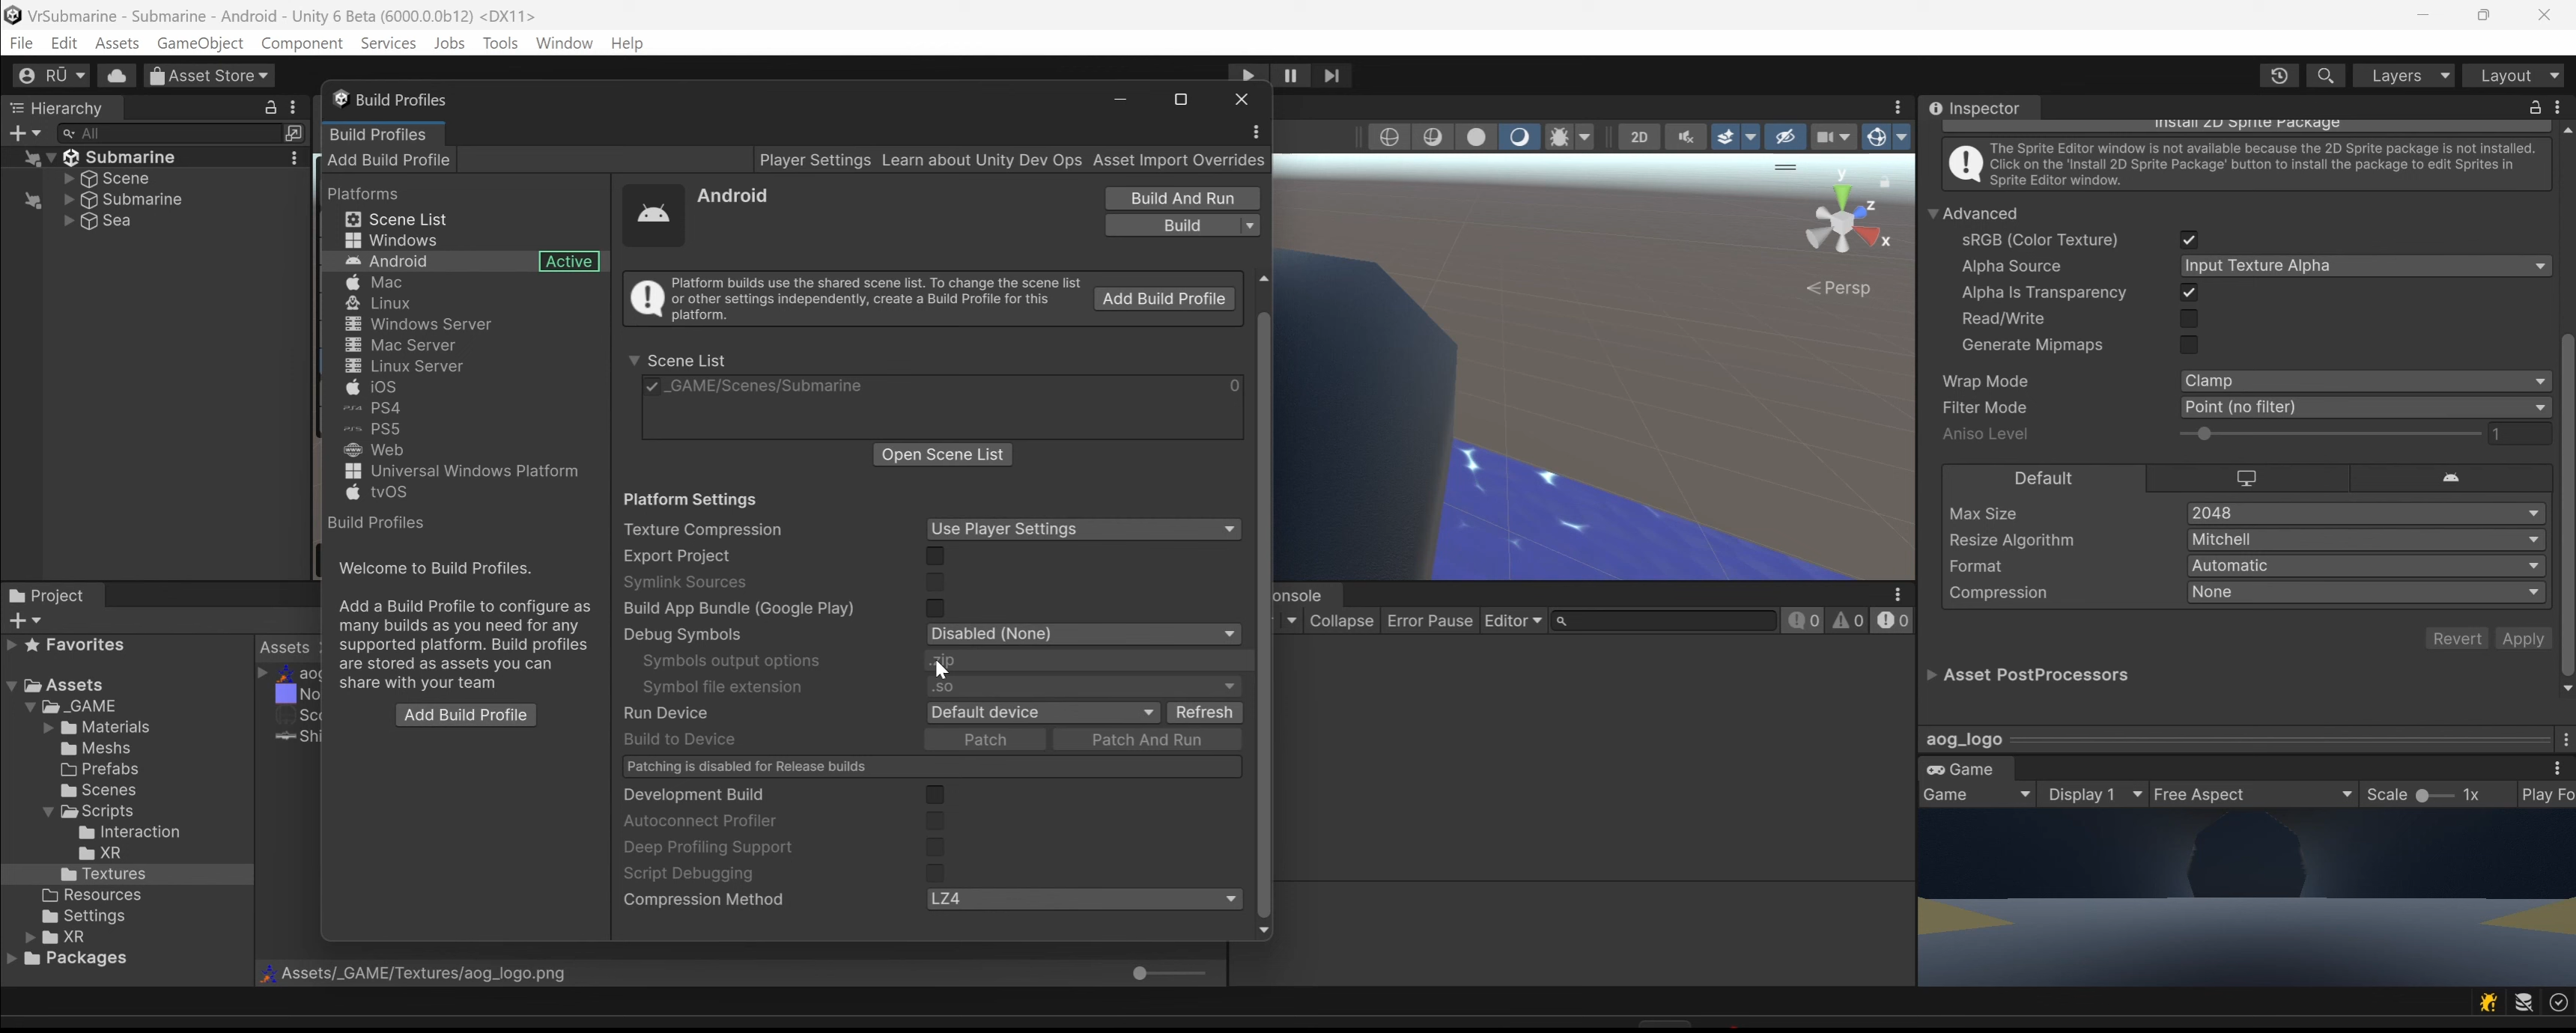 VrSubmarine - Submarine - Android - Unity 6 Beta (6000.0.0b12) <DX11>
File Edit Assets GameObject Component Services Jobs Tools Window Help
RŪ Asset Store Layers Layout
Hierarchy
All
Submarine
Scene
Submarine
Sea
Build Profiles
Build Profiles
Add Build Profile Player Settings Learn about Unity Dev Ops Asset Import Overrides
Platforms
Scene List
Windows
Android Active
Mac
Linux
Windows Server
Mac Server
Linux Server
iOS
PS4
PS5
Web
Universal Windows Platform
tvOS
Build Profiles
Welcome to Build Profiles.
Add a Build Profile to configure as
many builds as you need for any
supported platform. Build profiles
are stored as assets you can
share with your team
Add Build Profile
Android
Build And Run
Build
Platform builds use the shared scene list. To change the scene list
or other settings independently, create a Build Profile for this
platform.
Add Build Profile
Scene List
_GAME/Scenes/Submarine 0
Open Scene List
Platform Settings
Texture Compression Use Player Settings
Export Project
Symlink Sources
Build App Bundle (Google Play)
Debug Symbols Disabled (None)
Symbols output options .zip
Symbol file extension .so
Run Device Default device Refresh
Build to Device Patch Patch And Run
Patching is disabled for Release builds
Development Build
Autoconnect Profiler
Deep Profiling Support
Script Debugging
Compression Method LZ4
2D
y
z
x
Persp
onsole
Collapse Error Pause Editor 0 0 0
Project
Favorites
Assets
_GAME
Materials
Meshs
Prefabs
Scenes
Scripts
Interaction
XR
Textures
Resources
Settings
XR
Packages
Assets
aog
No
Sco
Shi
Assets/_GAME/Textures/aog_logo.png
Inspector
Install 2D Sprite Package
The Sprite Editor window is not available because the 2D Sprite package is not installed.
Click on the 'Install 2D Sprite Package' button to install the package to edit Sprites in
Sprite Editor window.
Advanced
sRGB (Color Texture)
Alpha Source Input Texture Alpha
Alpha Is Transparency
Read/Write
Generate Mipmaps
Wrap Mode Clamp
Filter Mode Point (no filter)
Aniso Level 1
Default
Max Size 2048
Resize Algorithm Mitchell
Format Automatic
Compression None
Revert Apply
Asset PostProcessors
aog_logo
Game
Game Display 1 Free Aspect Scale 1x Play Fo